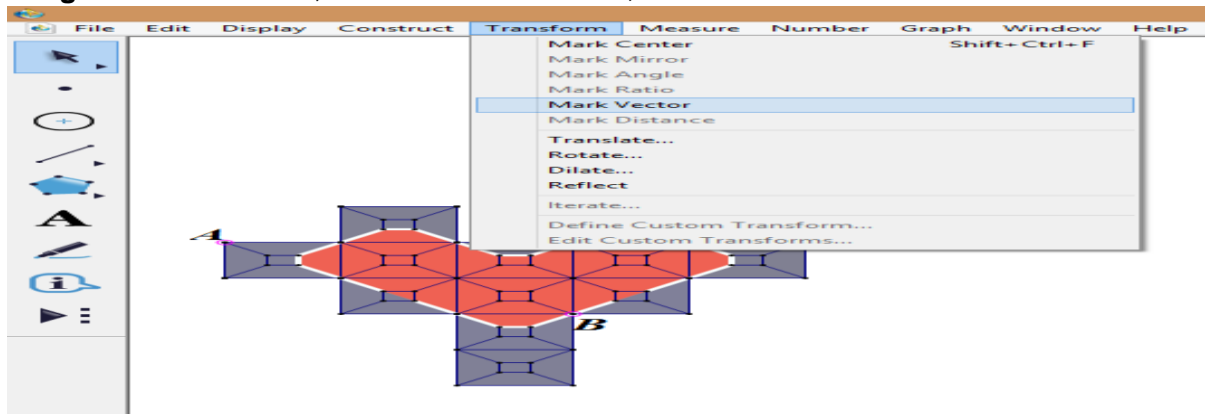 File Edit Display Construct Transform Measure Number Graph Window Help
Mark Center Shift+Ctrl+F
Mark Mirror
Mark Angle
Mark Ratio
Mark Vector
Mark Distance
Translate...
Rotate...
Dilate...
Reflect
Iterate...
Define Custom Transform...
Edit Custom Transforms...
A
A
B